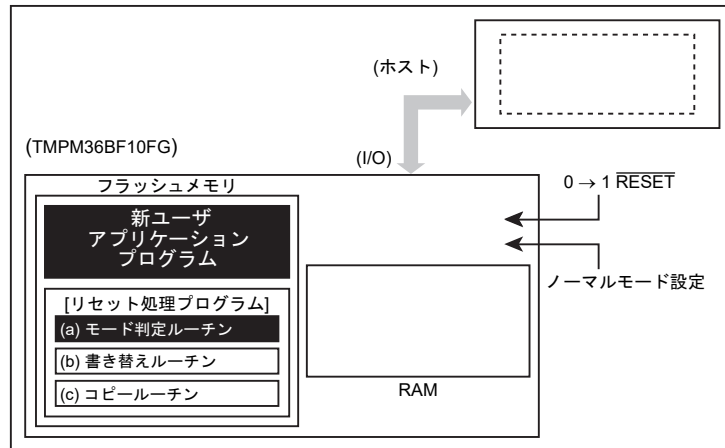 (ホスト)
(TMPM36BF10FG)
(I/O)
フラッシュメモリ
0 → 1 RESET
新ユーザ
アプリケーション
プログラム
ノーマルモード設定
[リセット処理プログラム]
(a) モード判定ルーチン
(b) 書き替えルーチン
(c) コピールーチン
RAM